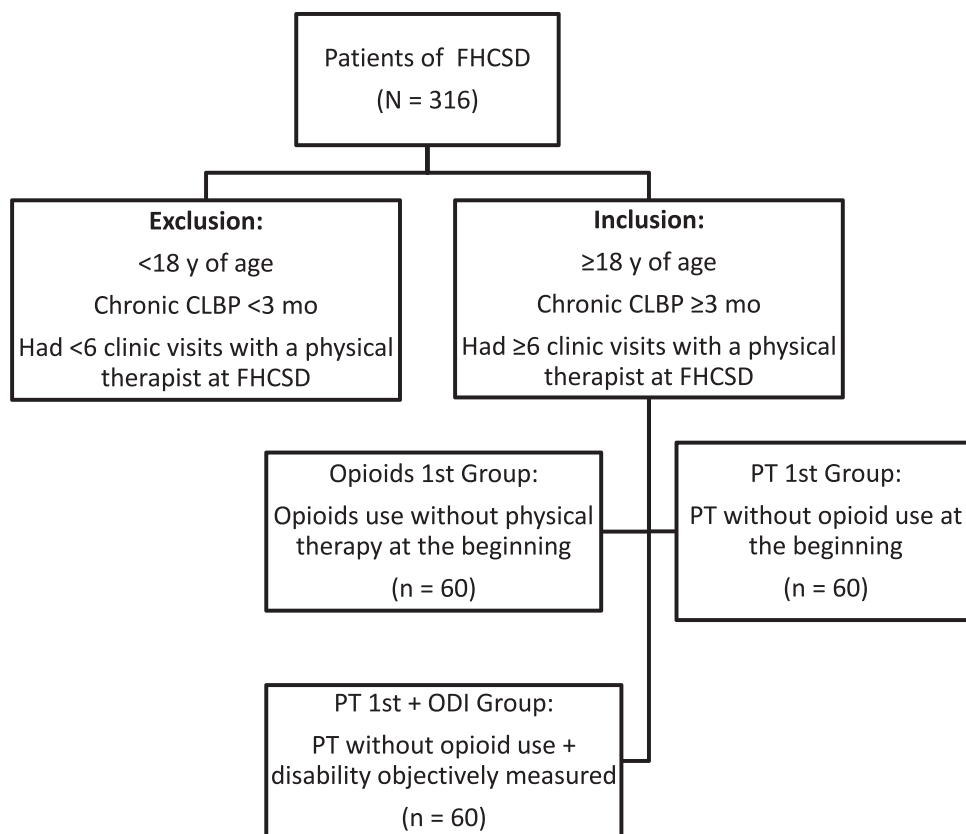 Patients of FHCSD
(N = 316)
Exclusion:
<18 y of age
Chronic CLBP <3 mo
Had <6 clinic visits with a physical
therapist at FHCSD
Inclusion:
≥18 y of age
Chronic CLBP ≥3 mo
Had ≥6 clinic visits with a physical
therapist at FHCSD
Opioids 1st Group:
Opioids use without physical
therapy at the beginning
(n = 60)
PT 1st Group:
PT without opioid use at
the beginning
(n = 60)
PT 1st + ODI Group:
PT without opioid use +
disability objectively measured
(n = 60)